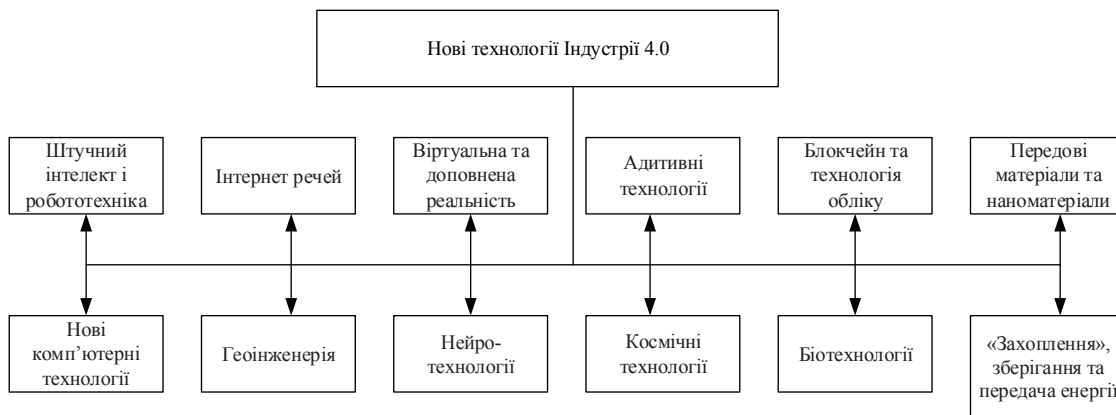 Нові технології Індустрії 4.0
Штучний
інтелект і
робототехніка
Інтернет речей
Віртуальна та
доповнена
реальність
Адитивні
технології
Блокчейн та
технологія
обліку
Передові
матеріали та
наноматеріали
Нові
комп’ютерні
технології
Геоінженерія
Нейро-
технології
Космічні
технології
Біотехнології
«Захоплення»,
зберігання та
передача енергії